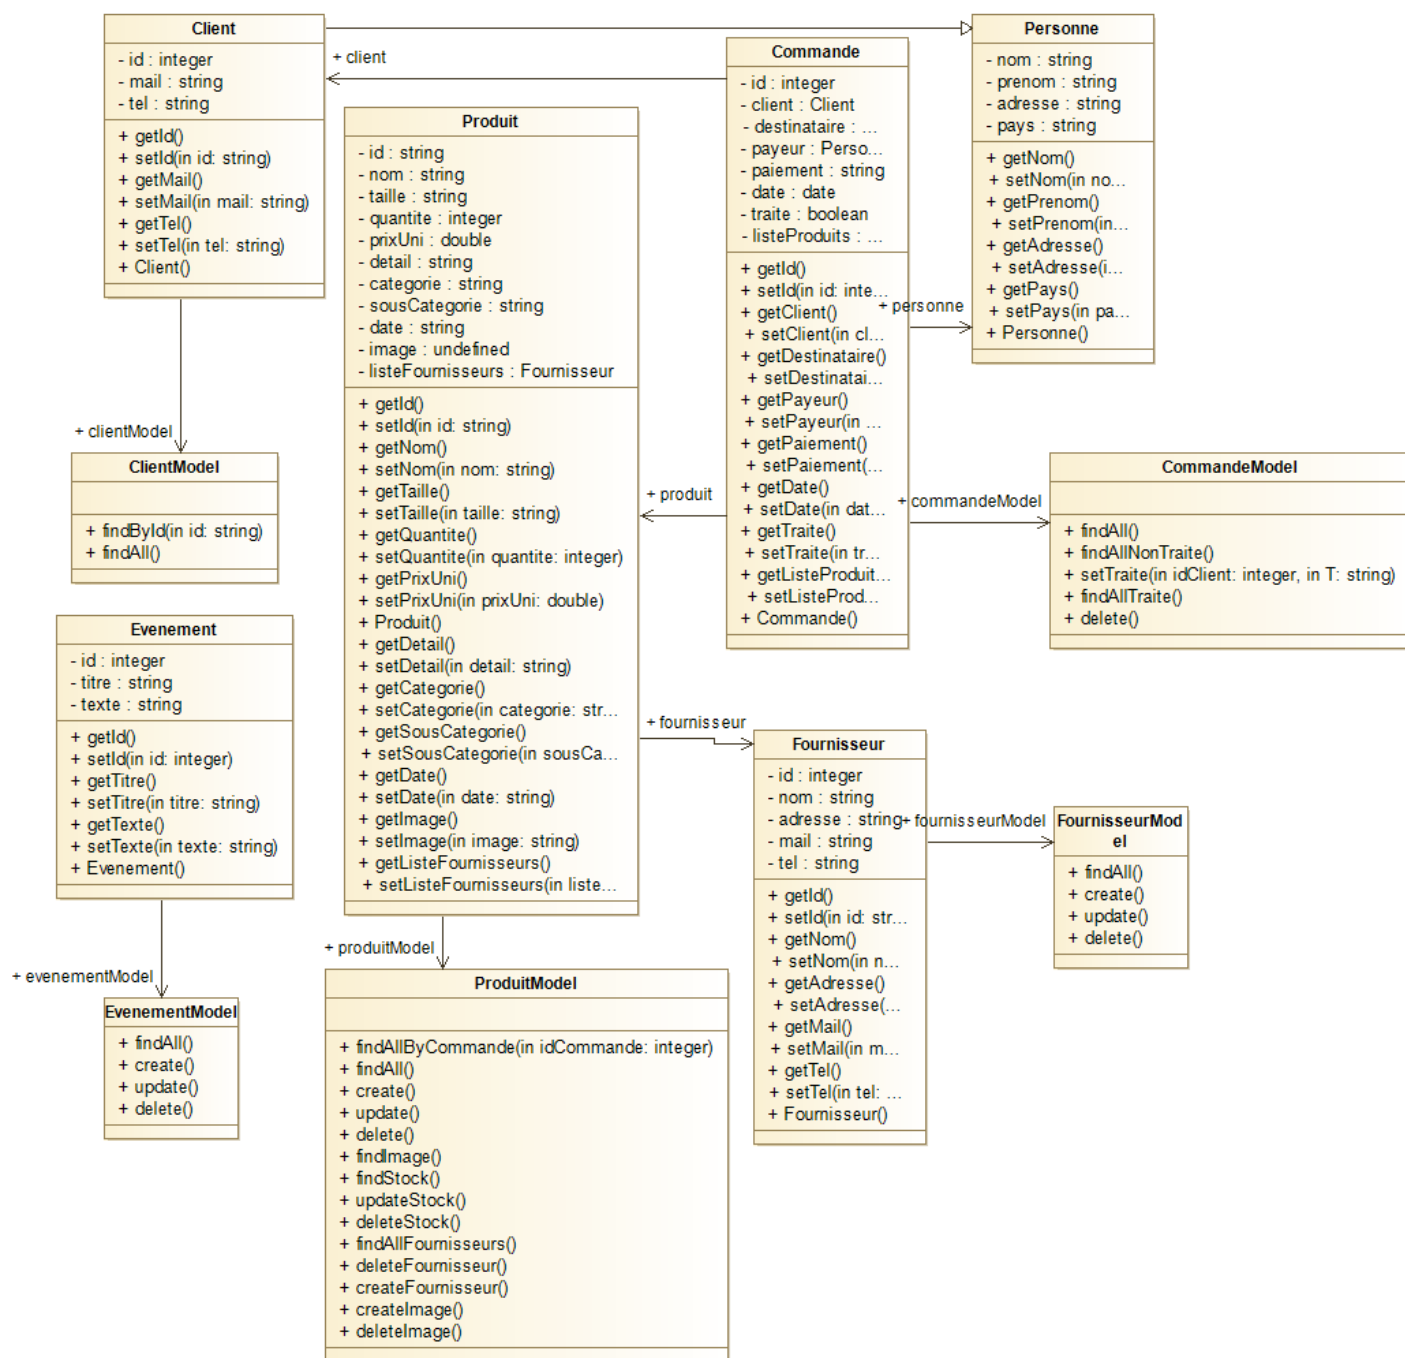 Client
- id : integer
- mail : string
- tel : string
+ getId()
+ setId(in id: string)
+ getMail()
+ setMail(in mail: string)
+ getTel()
+ setTel(in tel: string)
+ Client()
+ client
Commande
- id : integer
- client : Client
- destinataire : ...
- payeur : Perso...
- paiement : string
- date : date
- traite : boolean
- listeProduits : ...
+ getId()
+ setId(in id: inte...
+ getClient()
+ setClient(in cl...
+ getDestinataire()
+ setDestinatai...
+ getPayeur()
+ setPayeur(in ...
+ getPaiement()
+ setPaiement(...
+ getDate()
+ setDate(in dat...
+ getTraite()
+ setTraite(in tr...
+ getListeProduit...
+ setListeProd...
+ Commande()
Personne
- nom : string
- prenom : string
- adresse : string
- pays : string
+ getNom()
+ setNom(in no...
+ getPrenom()
+ setPrenom(in...
+ getAdresse()
+ setAdresse(i...
+ getPays()
+ setPays(in pa...
+ Personne()
+ personne
Produit
- id : string
- nom : string
- taille : string
- quantite : integer
- prixUni : double
- detail : string
- categorie : string
- sousCategorie : string
- date : string
- image : undefined
- listeFournisseurs : Fournisseur
+ getId()
+ setId(in id: string)
+ getNom()
+ setNom(in nom: string)
+ getTaille()
+ setTaille(in taille: string)
+ getQuantite()
+ setQuantite(in quantite: integer)
+ getPrixUni()
+ setPrixUni(in prixUni: double)
+ Produit()
+ getDetail()
+ setDetail(in detail: string)
+ getCategorie()
+ setCategorie(in categorie: str...
+ getSousCategorie()
+ setSousCategorie(in sousCa...
+ getDate()
+ setDate(in date: string)
+ getImage()
+ setImage(in image: string)
+ getListeFournisseurs()
+ setListeFournisseurs(in liste...
+ produit
+ clientModel
ClientModel
+ findById(in id: string)
+ findAll()
+ commandeModel
CommandeModel
+ findAll()
+ findAllNonTraite()
+ setTraite(in idClient: integer, in T: string)
+ findAllTraite()
+ delete()
Evenement
- id : integer
- titre : string
- texte : string
+ getId()
+ setId(in id: integer)
+ getTitre()
+ setTitre(in titre: string)
+ getTexte()
+ setTexte(in texte: string)
+ Evenement()
+ evenementModel
EvenementModel
+ findAll()
+ create()
+ update()
+ delete()
+ fournisseur
Fournisseur
- id : integer
- nom : string
- adresse : string
- mail : string
- tel : string
+ getId()
+ setId(in id: str...
+ getNom()
+ setNom(in n...
+ getAdresse()
+ setAdresse(...
+ getMail()
+ setMail(in m...
+ getTel()
+ setTel(in tel: ...
+ Fournisseur()
+ fournisseurModel
FournisseurMod
el
+ findAll()
+ create()
+ update()
+ delete()
+ produitModel
ProduitModel
+ findAllByCommande(in idCommande: integer)
+ findAll()
+ create()
+ update()
+ delete()
+ findImage()
+ findStock()
+ updateStock()
+ deleteStock()
+ findAllFournisseurs()
+ deleteFournisseur()
+ createFournisseur()
+ createImage()
+ deleteImage()